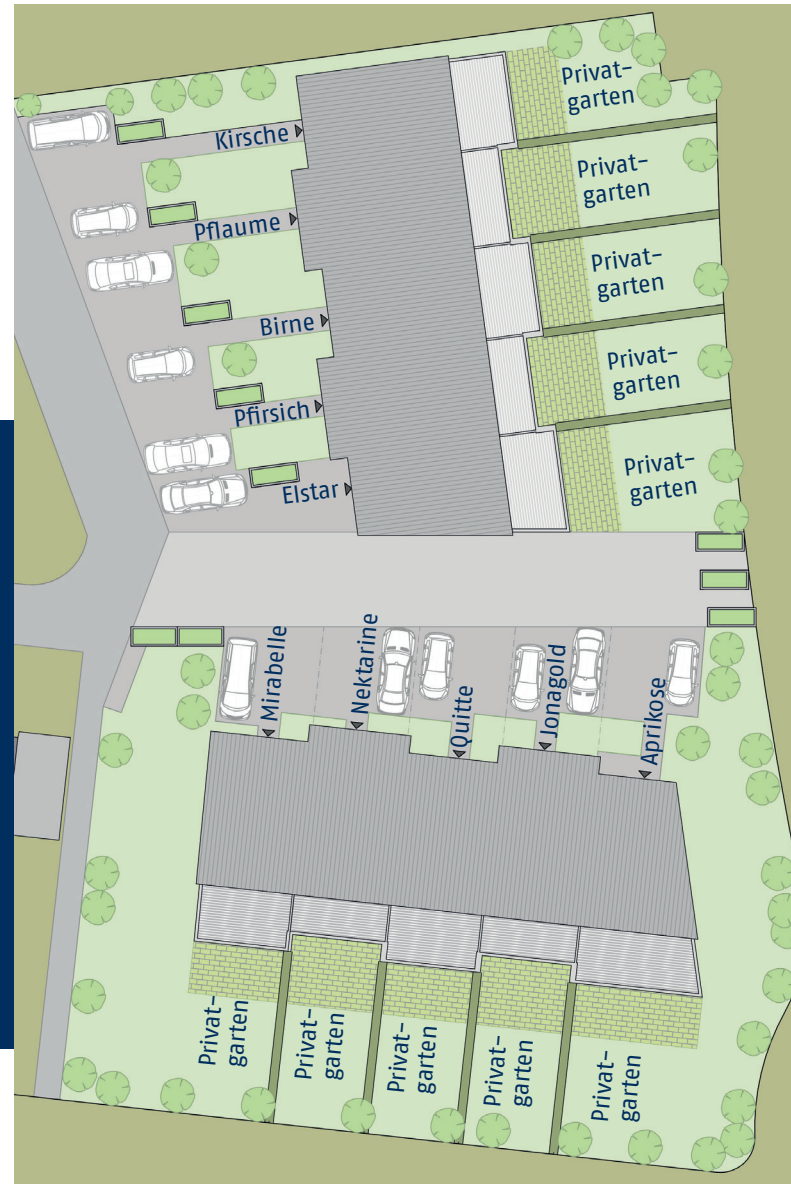 Privat-
garten
Kirsche
Privat-
garten
Pflaume
Privat-
garten
Birne
Privat-
garten
Pfirsich
Privat-
garten
Elstar
Mirabelle
Nektarine
Quitte
Jonagold
Aprikose
Privat-
garten
Privat-
garten
Privat-
garten
Privat-
garten
Privat-
garten